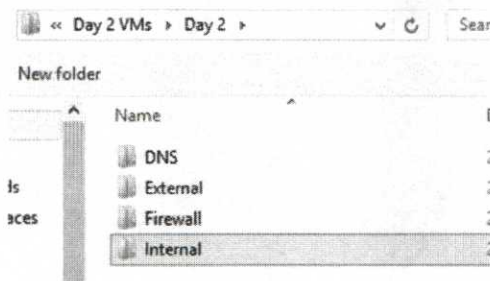 « Day 2 VMs › Day 2 ›
Sear
New folder
Name
DNS
ds
External
aces
Firewall
Internal